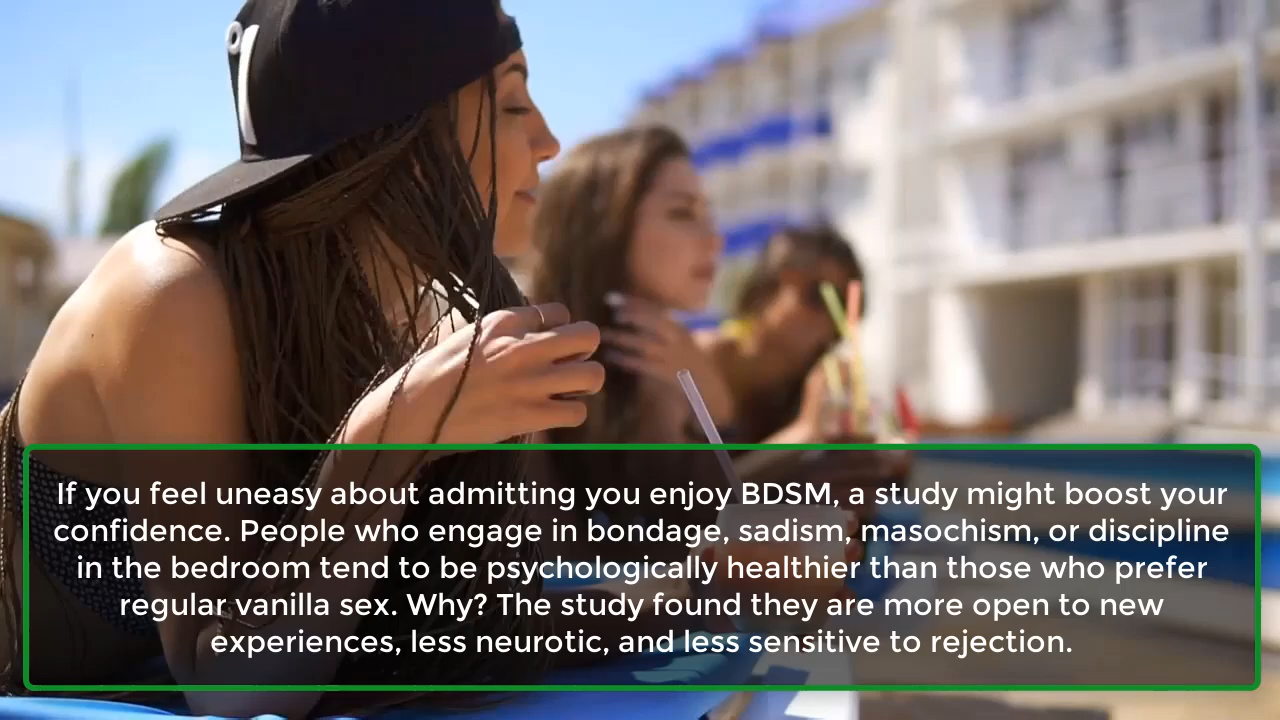 If you feel uneasy about admitting you enjoy BDSM, a study might boost your
confidence. People who engage in bondage, sadism, masochism, or discipline
in the bedroom tend to be psychologically healthier than those who prefer
regular vanilla sex. Why? The study found they are more open to new
experiences, less neurotic, and less sensitive to rejection.